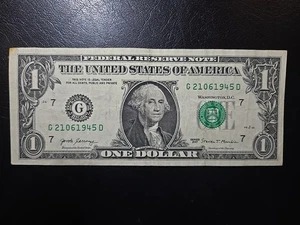 FEDERAL RESERVE NOTE
THE UNITED STATES OF AMERICA
THIS NOTE IS LEGAL TENDER
FOR ALL DEBTS, PUBLIC AND PRIVATE
G 21061945 D
WASHINGTON, D.C.
7
7
G
G 21061945 D
7
7
1
1
1
1
ONE DOLLAR